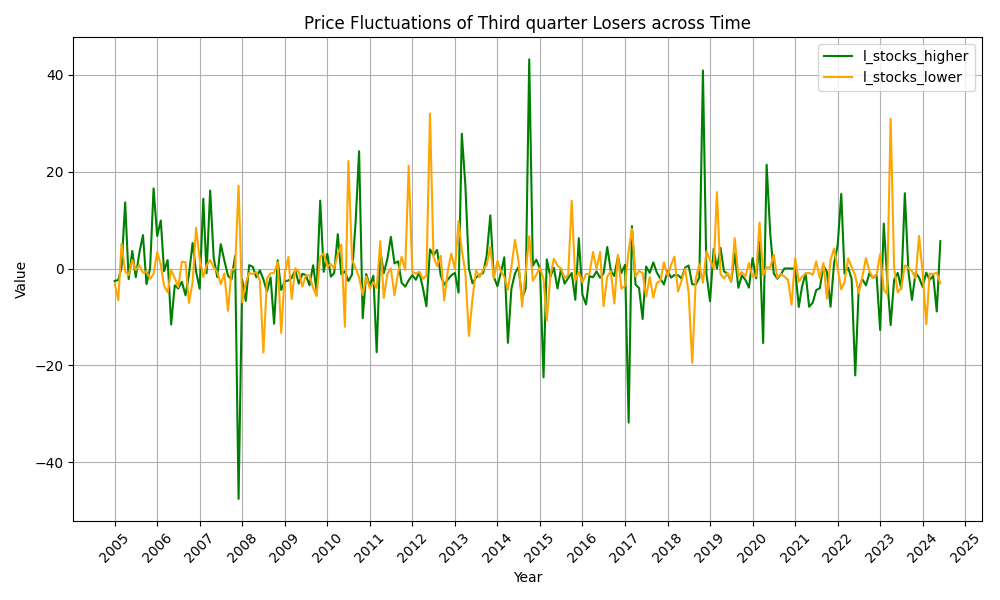 Price Fluctuations of Third quarter Losers across Time
l_stocks_higher
l_stocks_lower
Value
40
20
0
−20
−40
2005 2006 2007 2008 2009 2010 2011 2012 2013 2014 2015 2016 2017 2018 2019 2020 2021 2022 2023 2024 2025
Year